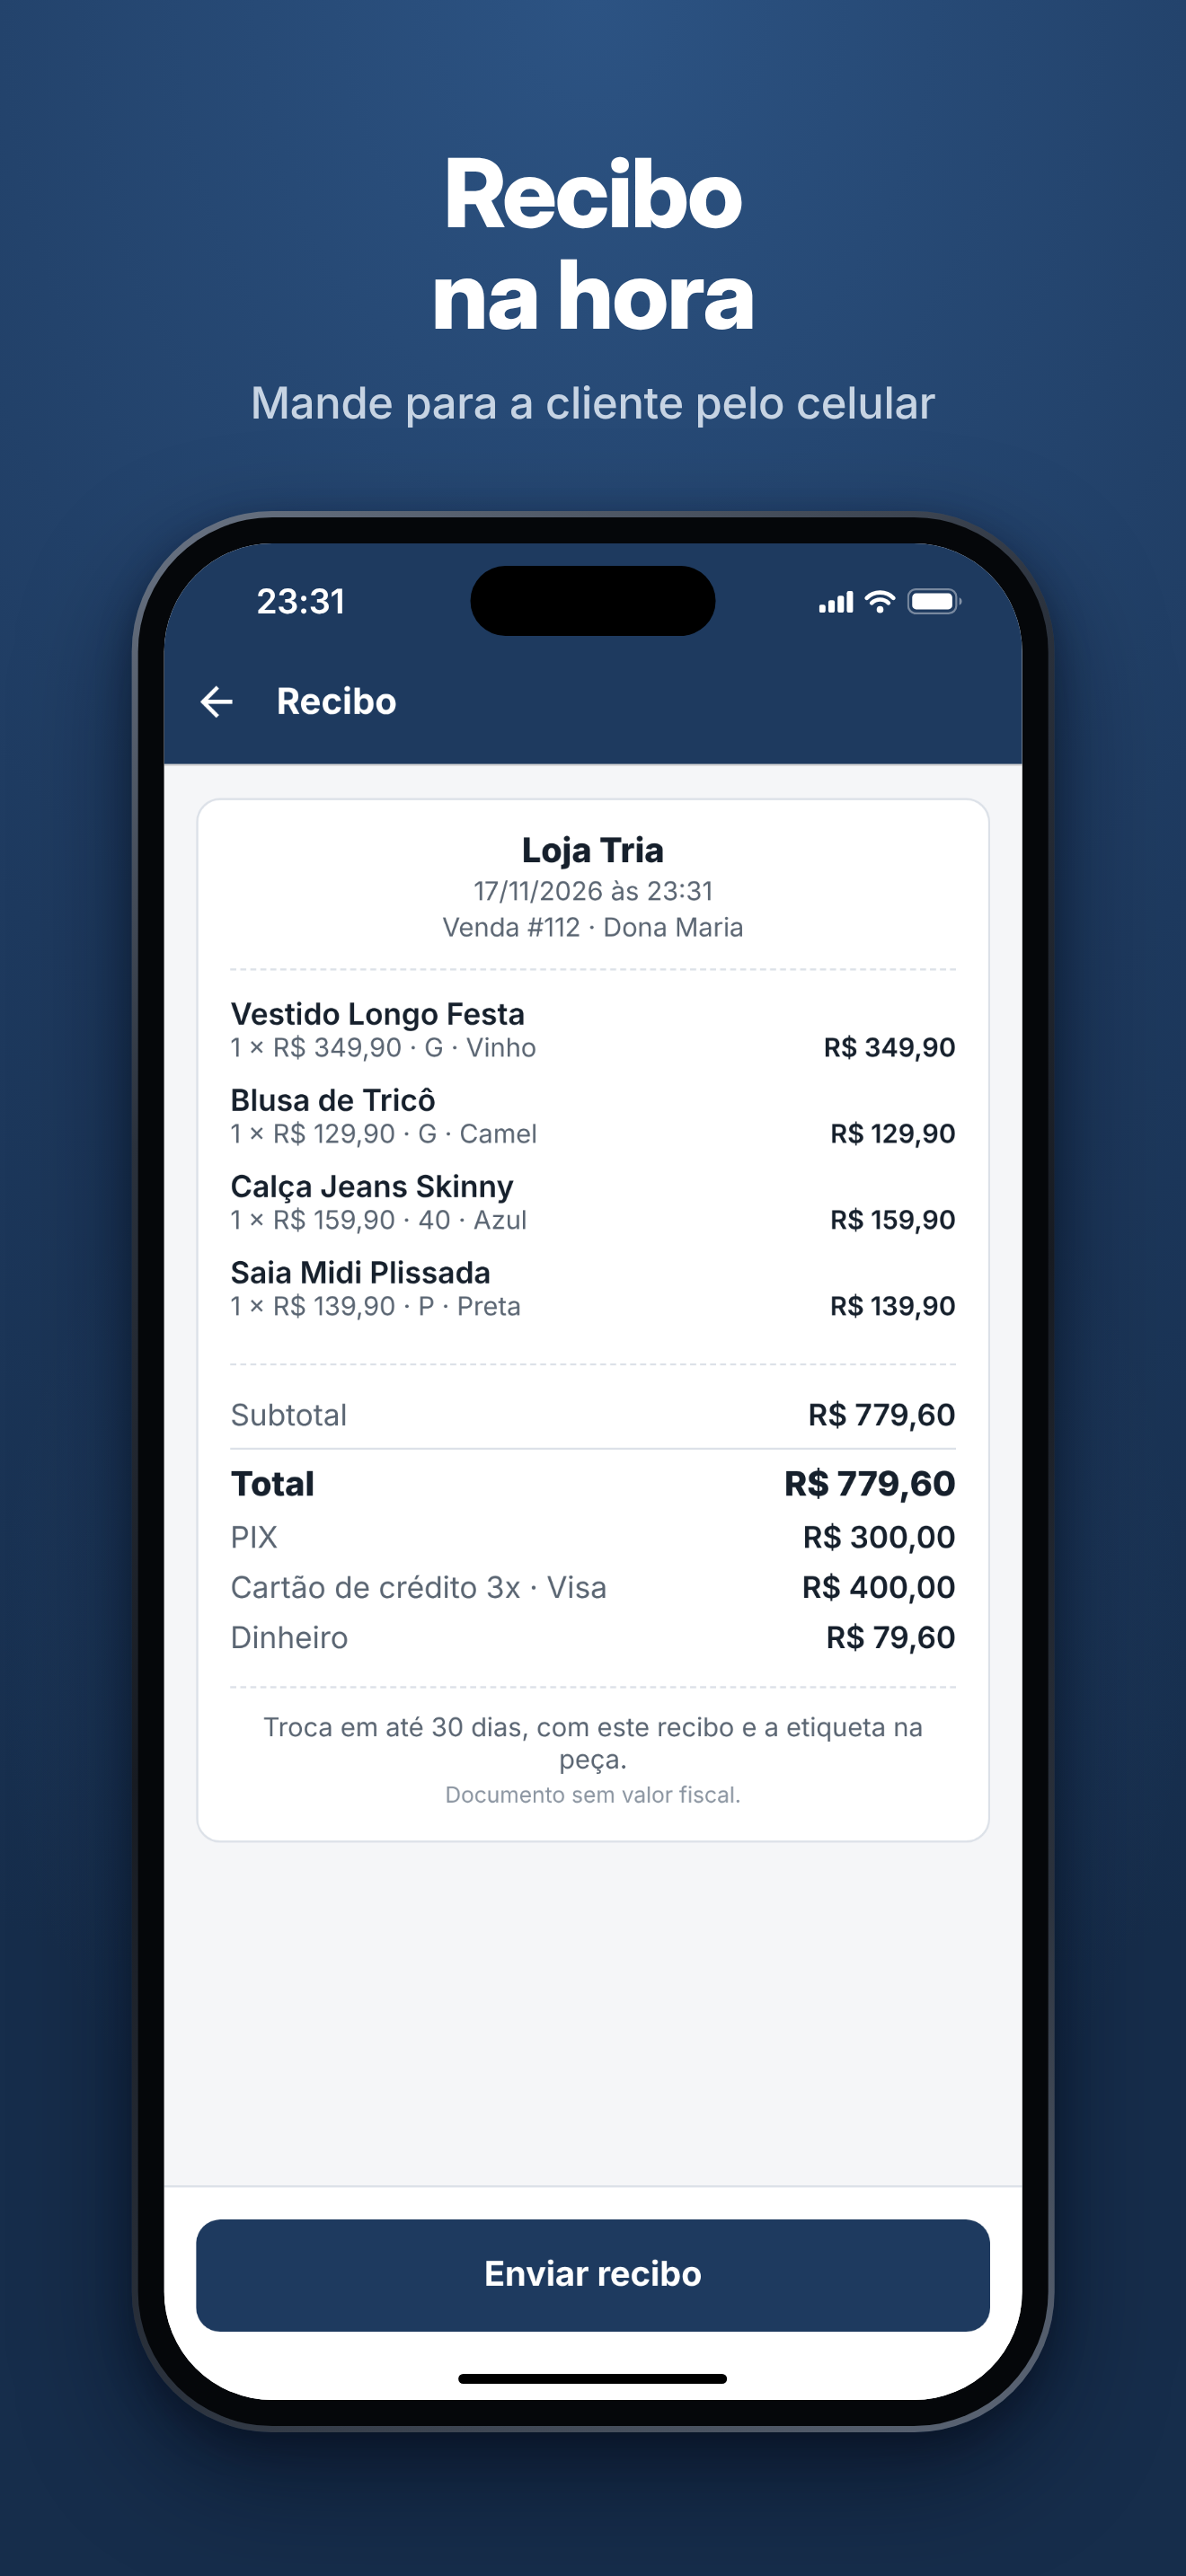 Recibo
na hora
Mande para a cliente pelo celular
23:31
Recibo
Loja Tria
17/11/2026 às 23:31
Venda #112 · Dona Maria
Vestido Longo Festa
1 × R$ 349,90 · G · Vinho R$ 349,90
Blusa de Tricô
1 × R$ 129,90 · G · Camel R$ 129,90
Calça Jeans Skinny
1 × R$ 159,90 · 40 · Azul R$ 159,90
Saia Midi Plissada
1 × R$ 139,90 · P · Preta R$ 139,90
Subtotal R$ 779,60
Total R$ 779,60
PIX R$ 300,00
Cartão de crédito 3x · Visa R$ 400,00
Dinheiro R$ 79,60
Troca em até 30 dias, com este recibo e a etiqueta na
peça.
Documento sem valor fiscal.
Enviar recibo